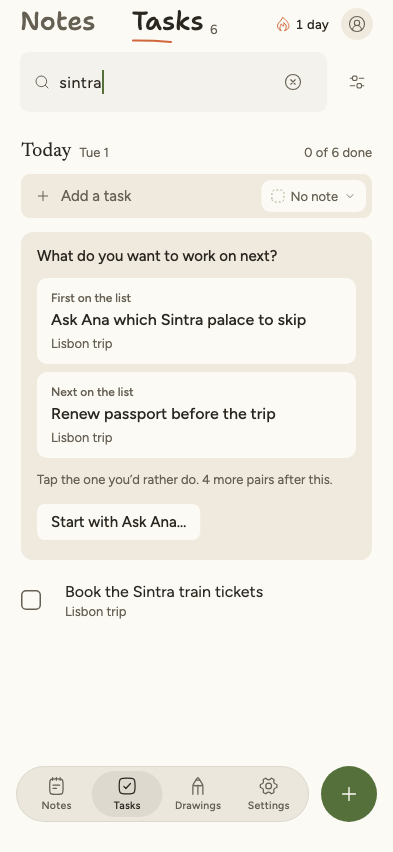 Notes
Tasks 6
1 day
sintra
Today Tue 1
0 of 6 done
Add a task
No note
What do you want to work on next?
First on the list
Ask Ana which Sintra palace to skip
Lisbon trip
Next on the list
Renew passport before the trip
Lisbon trip
Tap the one you’d rather do. 4 more pairs after this.
Start with Ask Ana…
Book the Sintra train tickets
Lisbon trip
Notes
Tasks
Drawings
Settings